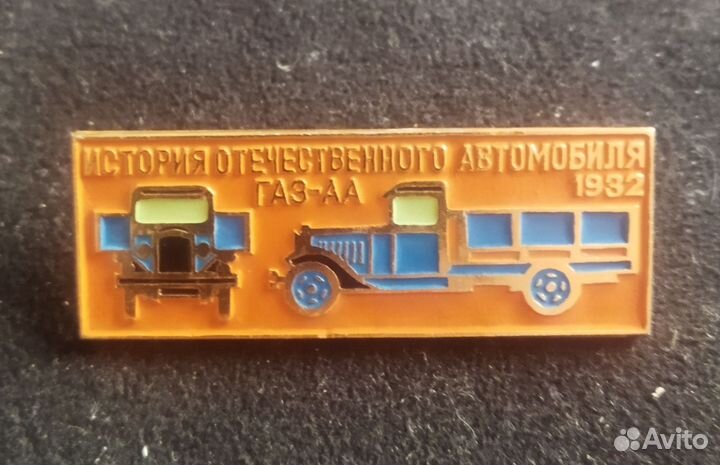 ИСТОРИЯ ОТЕЧЕСТВЕННОГО АВТОМОБИЛЯ
ГАЗ-АА 1932
Avito